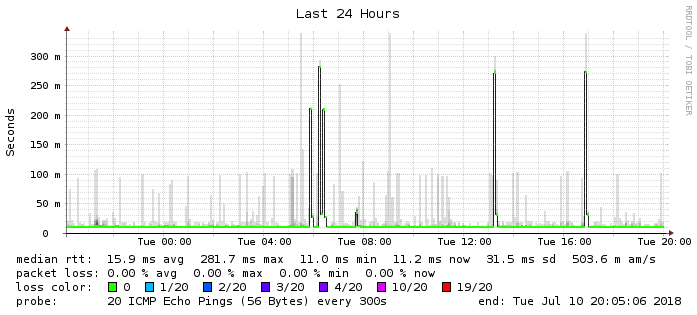 Last 24 Hours
RRDTOOL / TOBI OETIKER
Seconds
300 m
250 m
200 m
150 m
100 m
50 m
0
Tue 00:00 Tue 04:00 Tue 08:00 Tue 12:00 Tue 16:00 Tue 20:00
median rtt: 15.9 ms avg 281.7 ms max 11.0 ms min 11.2 ms now 31.5 ms sd 503.6 m am/s
packet loss: 0.00 % avg 0.00 % max 0.00 % min 0.00 % now
loss color: 0 1/20 2/20 3/20 4/20 10/20 19/20
probe: 20 ICMP Echo Pings (56 Bytes) every 300s end: Tue Jul 10 20:05:06 2018